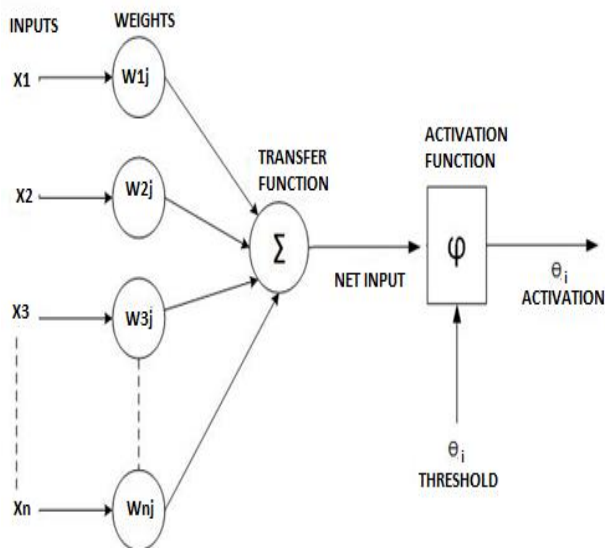 INPUTS
WEIGHTS
X1
W1j
X2
W2j
X3
W3j
Xn
Wnj
TRANSFER
FUNCTION
Σ
NET INPUT
ACTIVATION
FUNCTION
φ
θi
ACTIVATION
θi
THRESHOLD